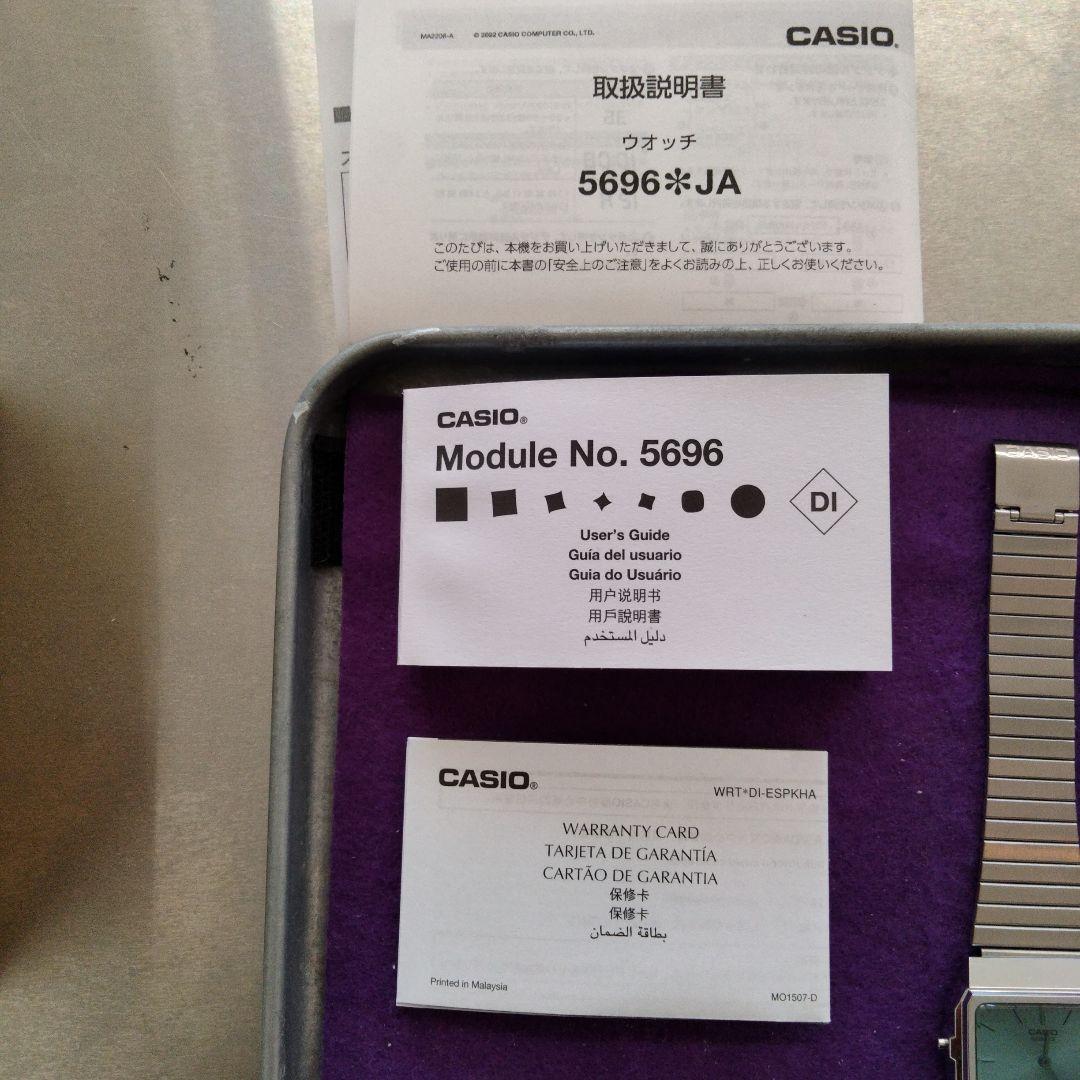 MA2208-A © 2022 CASIO COMPUTER CO., LTD.
CASIO®
取扱説明書
ウオッチ
5696✻JA
このたびは、本機をお買い上げいただきまして、誠にありがとうございます。
ご使用の前に本書の「安全上のご注意」をよくお読みの上、正しくお使いください。
CASIO®
Module No. 5696
DI
User's Guide
Guía del usuario
Guia do Usuário
用户说明书
用戶說明書
دليل المستخدم
CASIO®
WRT*DI-ESPKHA
WARRANTY CARD
TARJETA DE GARANTÍA
CARTÃO DE GARANTIA
保修卡
保修卡
بطاقة الضمان
Printed in Malaysia
MO1507-D
CASIO
CASIO